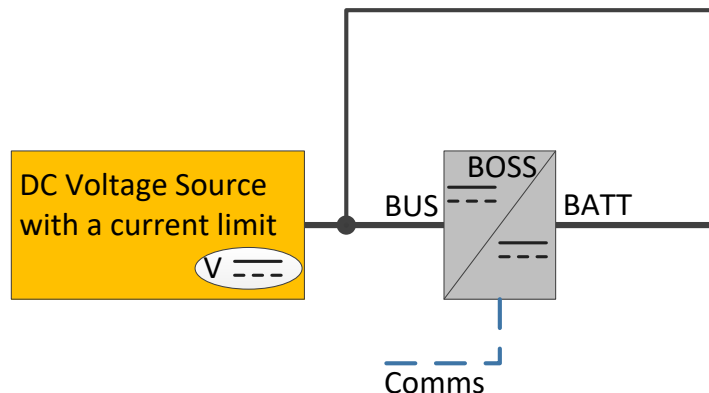 DC Voltage Source
with a current limit
V
BUS
BOSS
BATT
Comms